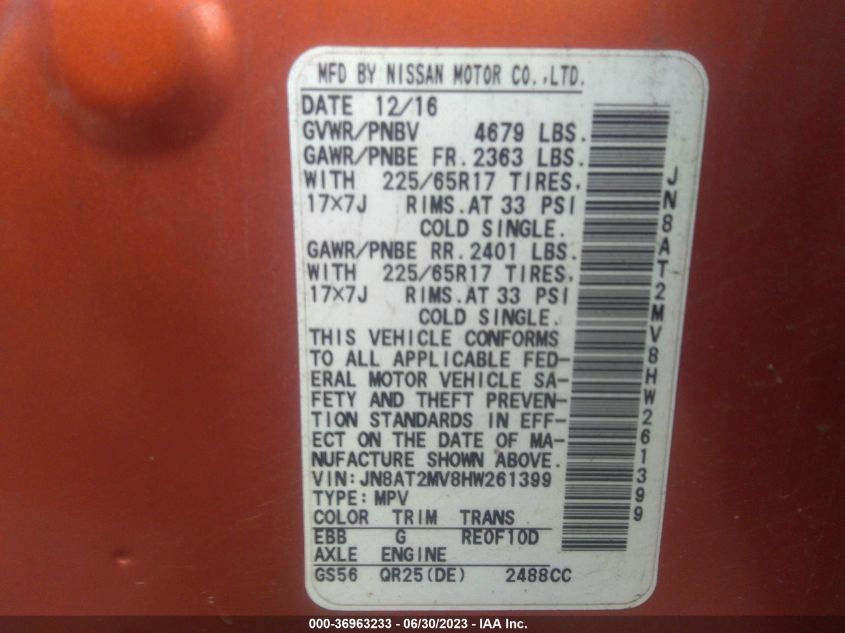 MFD BY NISSAN MOTOR CO.,LTD.
DATE 12/16
GVWR/PNBV 4679 LBS.
GAWR/PNBE FR. 2363 LBS.
WITH 225/65R17 TIRES,
17×7J RIMS.AT 33 PSI
COLD SINGLE.
GAWR/PNBE RR. 2401 LBS.
WITH 225/65R17 TIRES,
17×7J RIMS.AT 33 PSI
COLD SINGLE.
THIS VEHICLE CONFORMS
TO ALL APPLICABLE FED-
ERAL MOTOR VEHICLE SA-
FETY AND THEFT PREVEN-
TION STANDARDS IN EFF-
ECT ON THE DATE OF MA-
NUFACTURE SHOWN ABOVE.
VIN:JN8AT2MV8HW261399
TYPE:MPV
COLOR TRIM TRANS
EBB G RE0F10D
AXLE ENGINE
GS56 QR25(DE) 2488CC
JN8AT2MV8HW261399
000-36963233 - 06/30/2023 - IAA Inc.